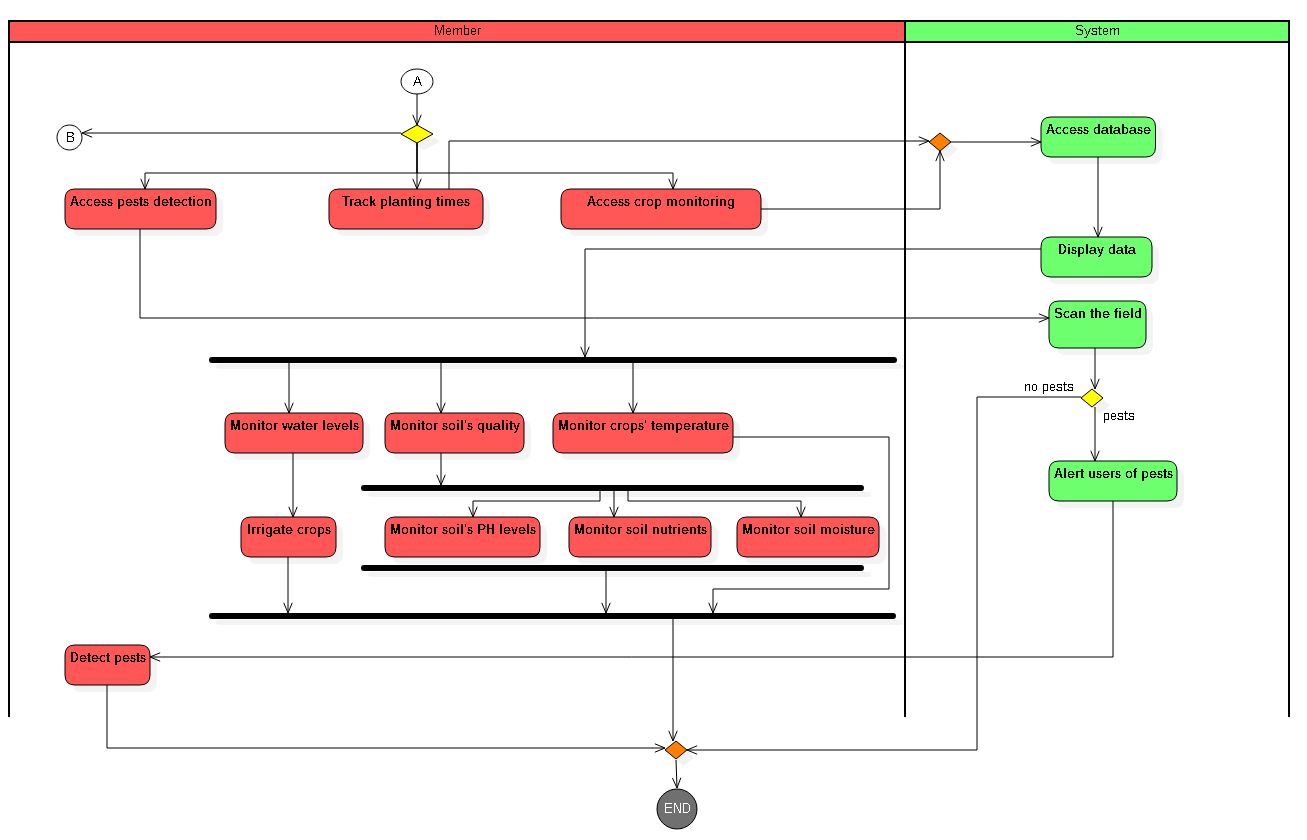 Member
System
A
B
Access database
Access pests detection
Track planting times
Access crop monitoring
Display data
Scan the field
no pests
pests
Monitor water levels
Monitor soil's quality
Monitor crops' temperature
Alert users of pests
Irrigate crops
Monitor soil's PH levels
Monitor soil nutrients
Monitor soil moisture
Detect pests
END